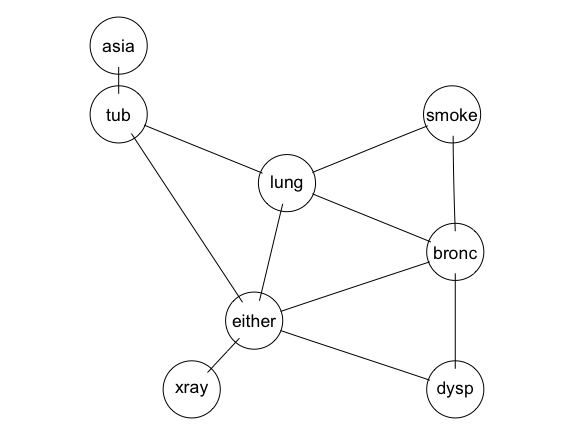 asia
tub
smoke
lung
bronc
either
xray
dysp